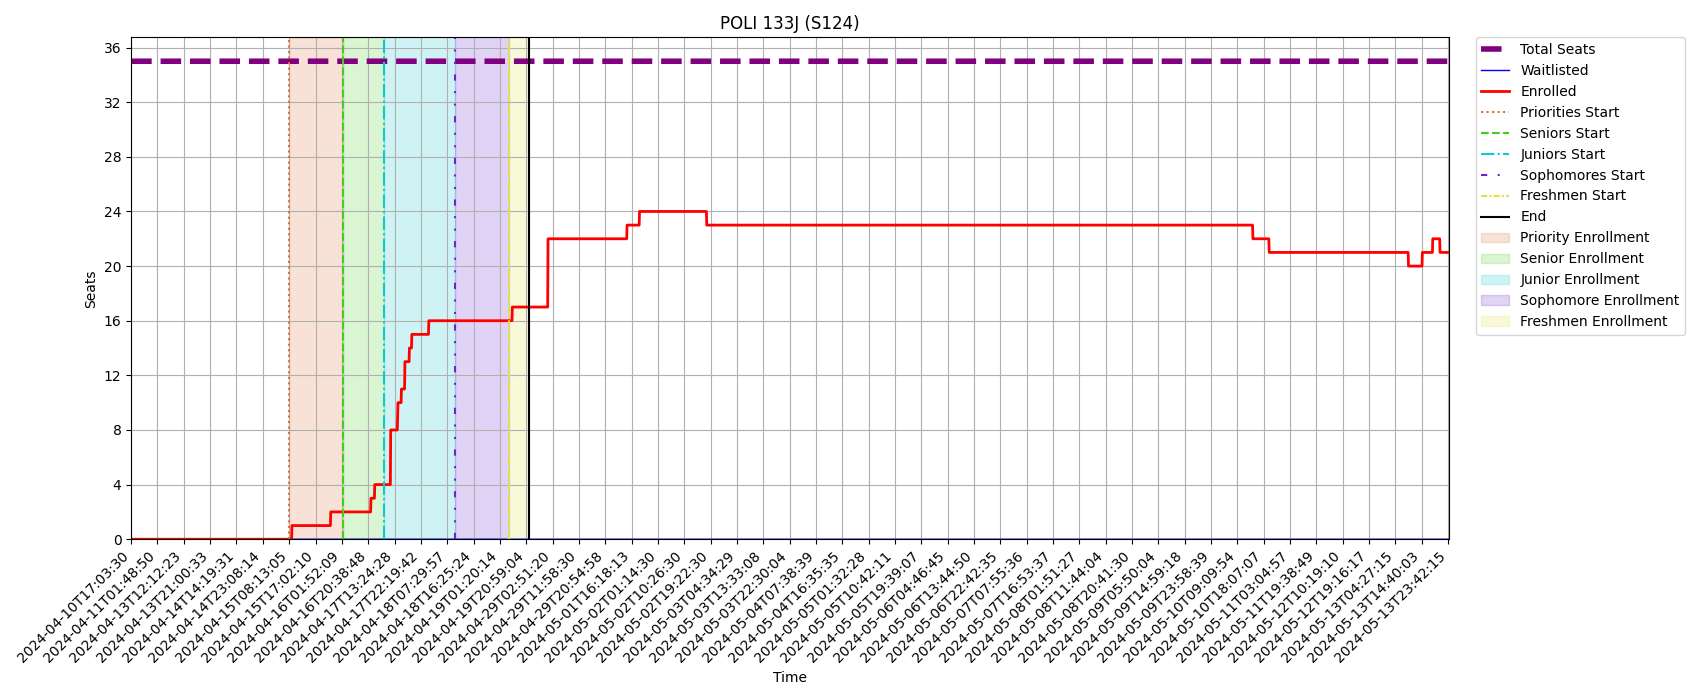 POLI 133J (S124)
Total Seats
Waitlisted
Enrolled
Priorities Start
Seniors Start
Juniors Start
Sophomores Start
Freshmen Start
End
Priority Enrollment
Senior Enrollment
Junior Enrollment
Sophomore Enrollment
Freshmen Enrollment
Seats
36
32
28
24
20
16
12
8
4
0
2024-04-10T17:03:30
2024-04-11T01:48:50
2024-04-13T12:12:23
2024-04-13T21:00:33
2024-04-14T14:19:31
2024-04-14T23:08:14
2024-04-15T08:13:05
2024-04-15T17:02:10
2024-04-16T01:52:09
2024-04-16T20:38:48
2024-04-17T13:24:28
2024-04-17T22:19:42
2024-04-18T07:29:57
2024-04-18T16:25:24
2024-04-19T01:20:14
2024-04-19T20:59:04
2024-04-29T02:51:20
2024-04-29T11:58:30
2024-04-29T20:54:58
2024-05-01T16:18:13
2024-05-02T01:14:30
2024-05-02T10:26:30
2024-05-02T19:22:30
2024-05-03T04:34:29
2024-05-03T13:33:08
2024-05-03T22:30:04
2024-05-04T07:38:39
2024-05-04T16:35:35
2024-05-05T01:32:28
2024-05-05T10:42:11
2024-05-05T19:39:07
2024-05-06T04:46:45
2024-05-06T13:44:50
2024-05-06T22:42:35
2024-05-07T07:55:36
2024-05-07T16:53:37
2024-05-08T01:51:27
2024-05-08T11:44:04
2024-05-08T20:41:30
2024-05-09T05:50:04
2024-05-09T14:59:18
2024-05-09T23:58:39
2024-05-10T09:09:54
2024-05-10T18:07:07
2024-05-11T03:04:57
2024-05-11T19:38:49
2024-05-12T10:19:10
2024-05-12T19:16:17
2024-05-13T04:27:15
2024-05-13T14:40:03
2024-05-13T23:42:15
Time